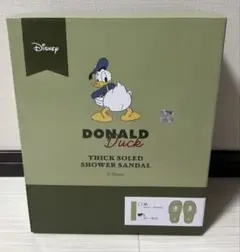 Disney
DONALD
Duck
THICK SOLED
SHOWER SANDAL